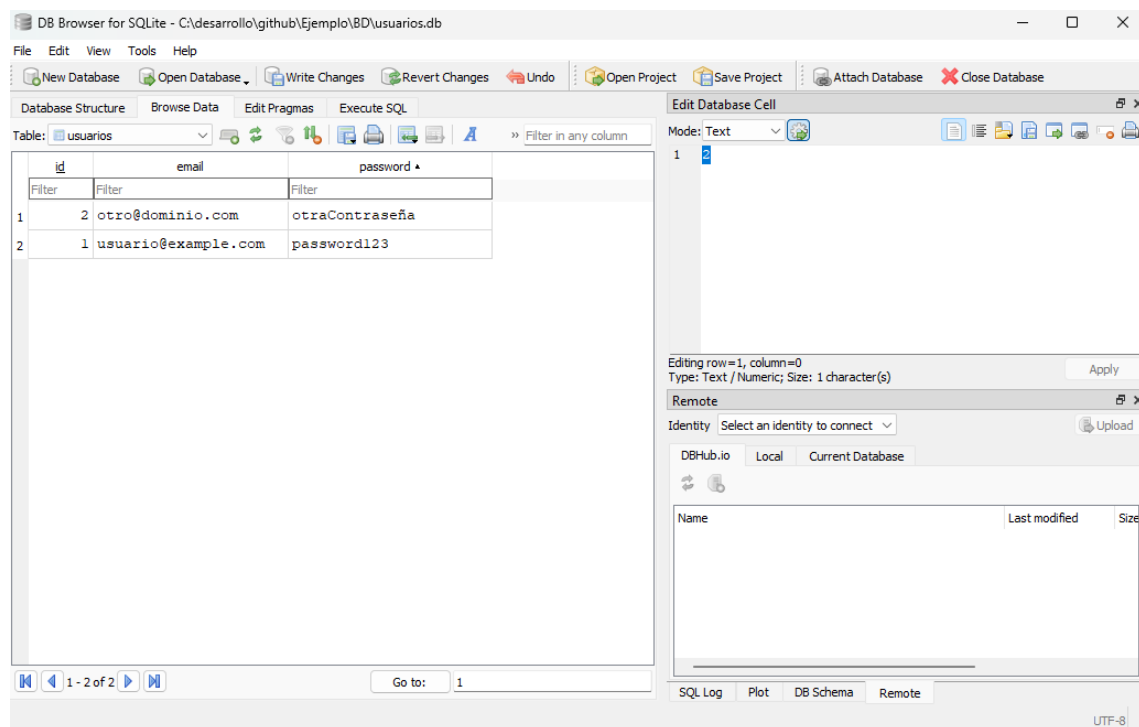 DB Browser for SQLite - C:\desarrollo\github\Ejemplo\BD\usuarios.db
File Edit View Tools Help
New Database Open Database Write Changes Revert Changes Undo Open Project Save Project Attach Database Close Database
Database Structure Browse Data Edit Pragmas Execute SQL
Table: usuarios » Filter in any column
id email password
Filter Filter Filter
1 2 otro@dominio.com otraContraseña
2 1 usuario@example.com password123
1 - 2 of 2 Go to: 1
Edit Database Cell
Mode: Text
1 2
Editing row=1, column=0
Type: Text / Numeric; Size: 1 character(s)
Apply
Remote
Identity Select an identity to connect Upload
DBHub.io Local Current Database
Name Last modified Size
SQL Log Plot DB Schema Remote
UTF-8